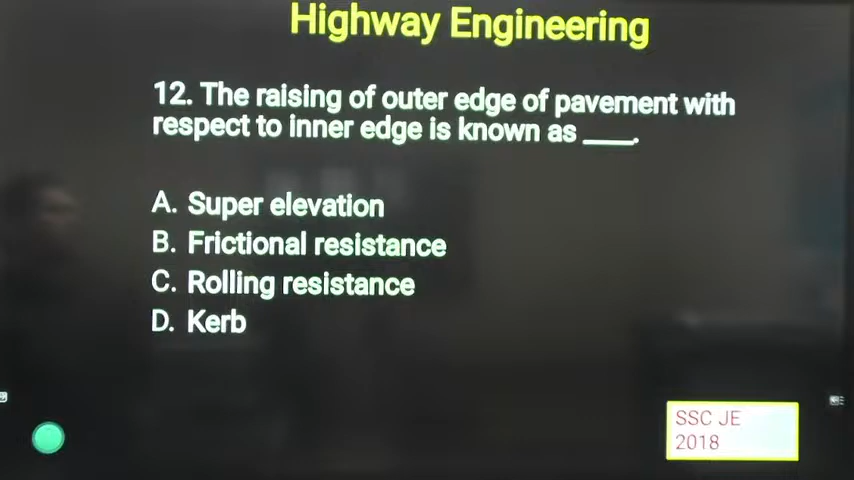 Highway Engineering
12. The raising of outer edge of pavement with
respect to inner edge is known as ____.
A. Super elevation
B. Frictional resistance
C. Rolling resistance
D. Kerb
SSC JE
2018